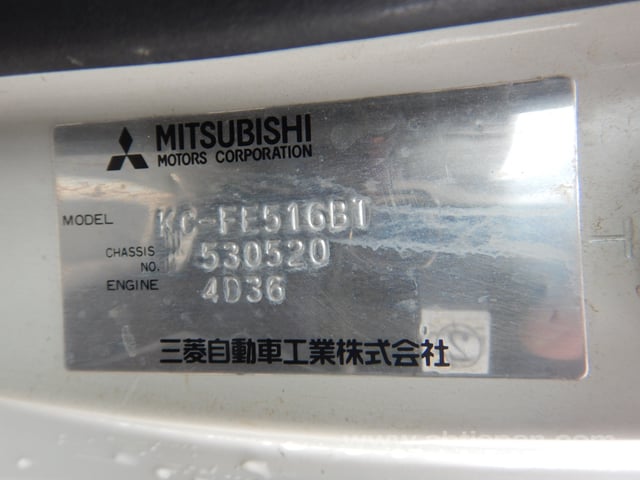 MITSUBISHI
MOTORS CORPORATION
MODEL KC-FE516BT
CHASSIS NO. 530520
ENGINE 4D36
三菱自動車工業株式会社